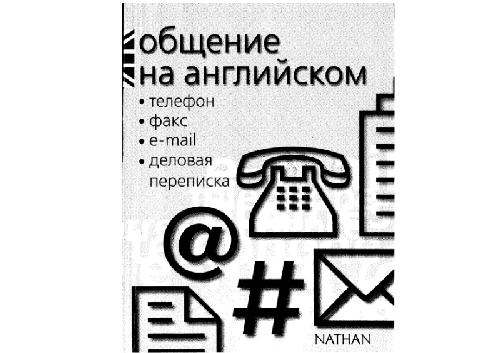 общение
на английском
• телефон
• факс
• e-mail
• деловая
переписка
@
#
NATHAN